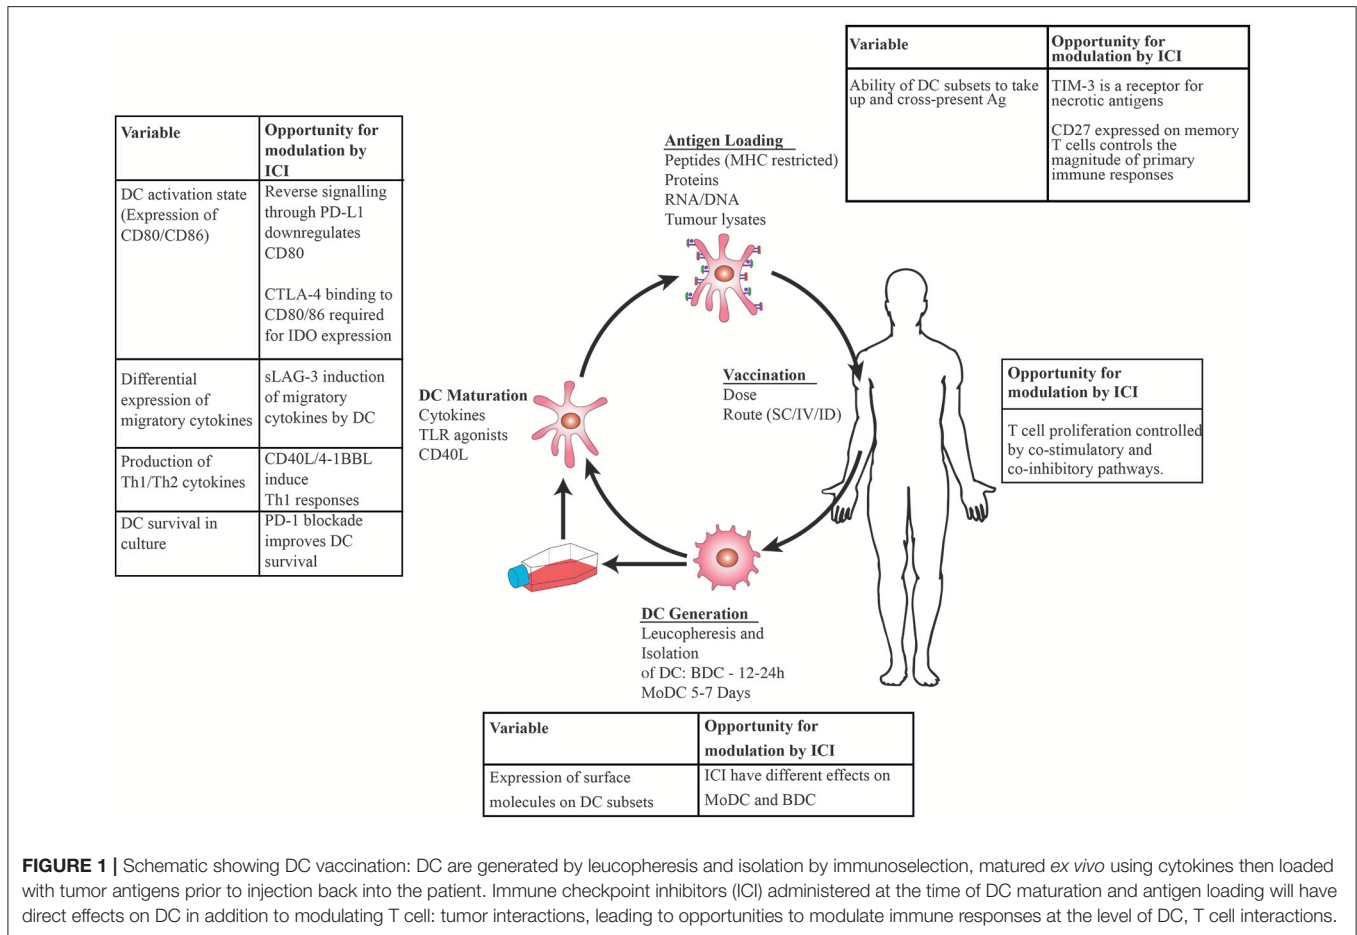 Variable
Opportunity for
modulation by ICI
Ability of DC subsets to take
up and cross-present Ag
TIM-3 is a receptor for
necrotic antigens
CD27 expressed on memory
T cells controls the
magnitude of primary
immune responses
Variable
Opportunity for
modulation by
ICI
DC activation state
(Expression of
CD80/CD86)
Reverse signalling
through PD-L1
downregulates
CD80
CTLA-4 binding to
CD80/86 required
for IDO expression
Differential
expression of
migratory cytokines
sLAG-3 induction
of migratory
cytokines by DC
Production of
Th1/Th2 cytokines
CD40L/4-1BBL
induce
Th1 responses
DC survival in
culture
PD-1 blockade
improves DC
survival
Antigen Loading
Peptides (MHC restricted)
Proteins
RNA/DNA
Tumour lysates
DC Maturation
Cytokines
TLR agonists
CD40L
Vaccination
Dose
Route (SC/IV/ID)
Opportunity for
modulation by ICI
T cell proliferation controlled
by co-stimulatory and
co-inhibitory pathways.
DC Generation
Leucopheresis and
Isolation
of DC: BDC - 12-24h
MoDC 5-7 Days
Variable
Opportunity for
modulation by ICI
Expression of surface
molecules on DC subsets
ICI have different effects on
MoDC and BDC
FIGURE 1 | Schematic showing DC vaccination: DC are generated by leucopheresis and isolation by immunoselection, matured ex vivo using cytokines then loaded
with tumor antigens prior to injection back into the patient. Immune checkpoint inhibitors (ICI) administered at the time of DC maturation and antigen loading will have
direct effects on DC in addition to modulating T cell: tumor interactions, leading to opportunities to modulate immune responses at the level of DC, T cell interactions.